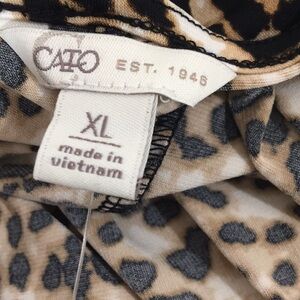 CATO EST. 1946
XL
made in
vietnam